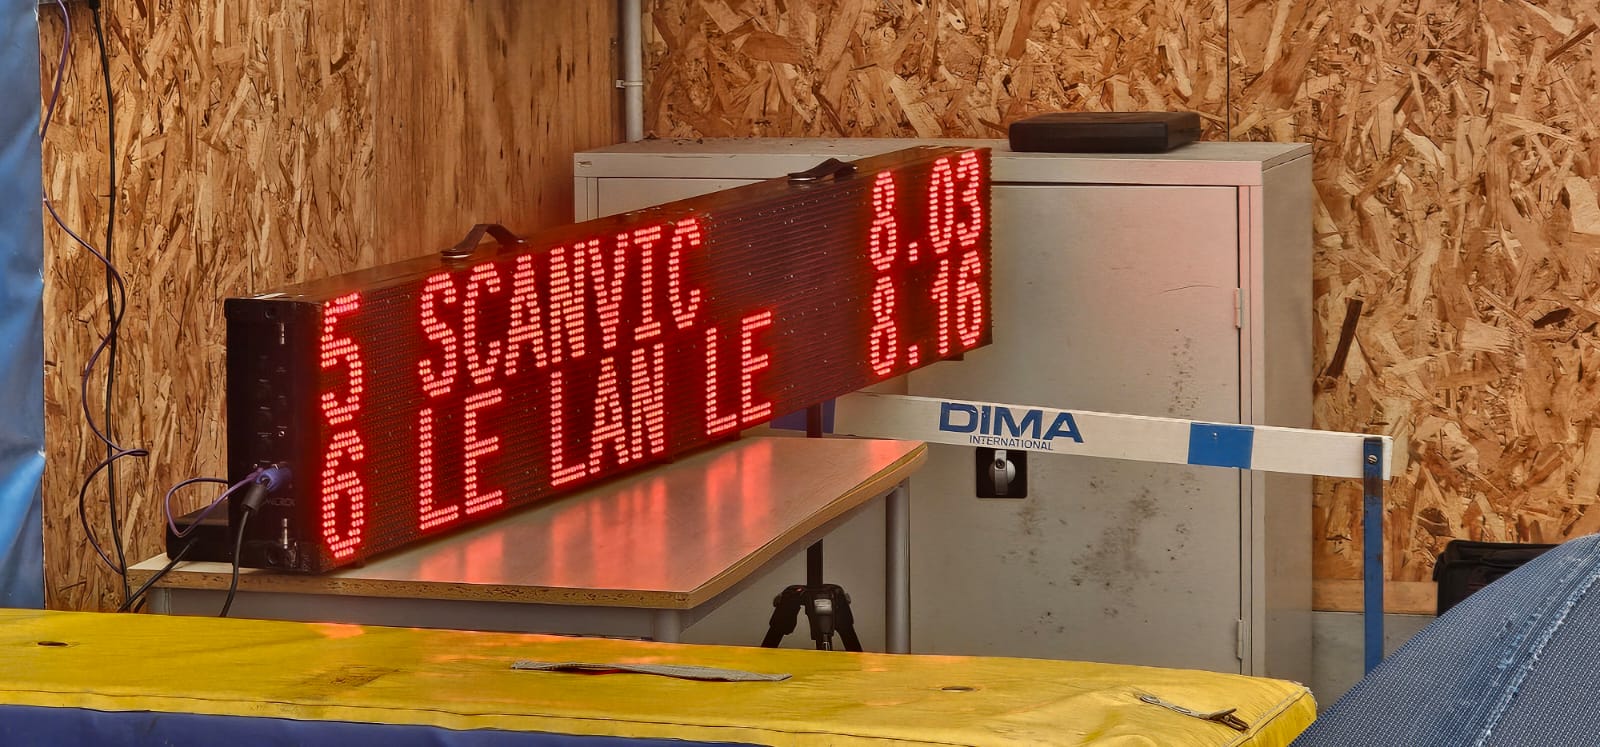 5 SCANVIC 8.03
6 LE LAN LE 8.16
DIMA
INTERNATIONAL